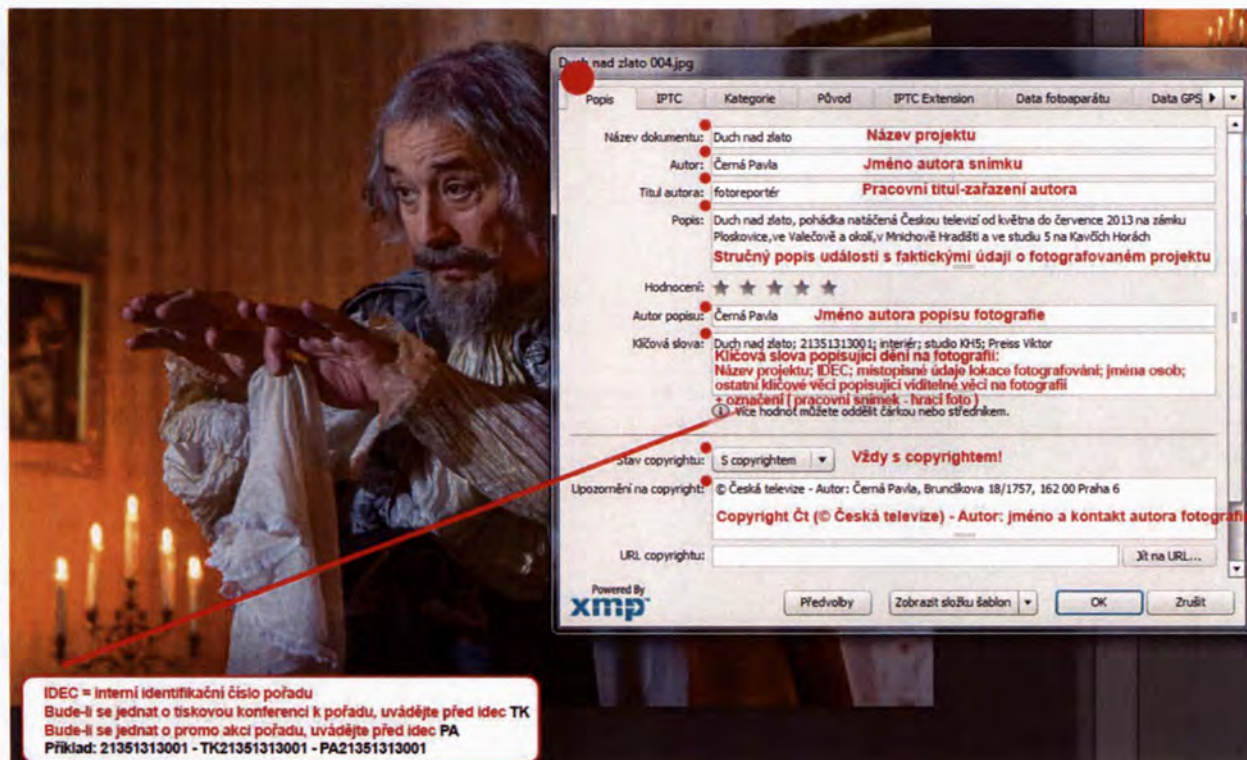 Duch nad zlato 004.jpg
Popis IPTC Kategorie Původ IPTC Extension Data fotoaparátu Data GPS
Název dokumentu: Duch nad zlato Název projektu
Autor: Černá Pavla Jméno autora snímku
Titul autora: fotoreportér Pracovní titul-zařazení autora
Popis: Duch nad zlato, pohádka natáčená Českou televizí od května do července 2013 na zámku
Ploskovice,ve Valečově a okolí,v Mnichově Hradišti a ve studiu 5 na Kavčích Horách
Stručný popis události s faktickými údaji o fotografovaném projektu
Hodnocení: ★ ★ ★ ★ ★
Autor popisu: Černá Pavla Jméno autora popisu fotografie
Klíčová slova: Duch nad zlato; 21351313001; interiér; studio KH5; Preiss Viktor
Klíčová slova popisující dění na fotografii:
Název projektu; IDEC; místopisné údaje lokace fotografování; jména osob;
ostatní klíčové věci popisující viditelné věci na fotografii
+ označení ( pracovní snímek - hrací foto )
Více hodnot můžete oddělit čárkou nebo středníkem.
Stav copyrightu: S copyrightem Vždy s copyrightem!
Upozornění na copyright: © Česká televize - Autor: Černá Pavla, Brunclíkova 18/1757, 162 00 Praha 6
Copyright Čt (© Česká televize) - Autor: jméno a kontakt autora fotografi
URL copyrightu: Jít na URL...
Powered By
xmp Předvolby Zobrazit složku šablon OK Zrušit
IDEC = interní identifikační číslo pořadu
Bude-li se jednat o tiskovou konferenci k pořadu, uvádějte před idec TK
Bude-li se jednat o promo akci pořadu, uvádějte před idec PA
Příklad: 21351313001 - TK21351313001 - PA21351313001